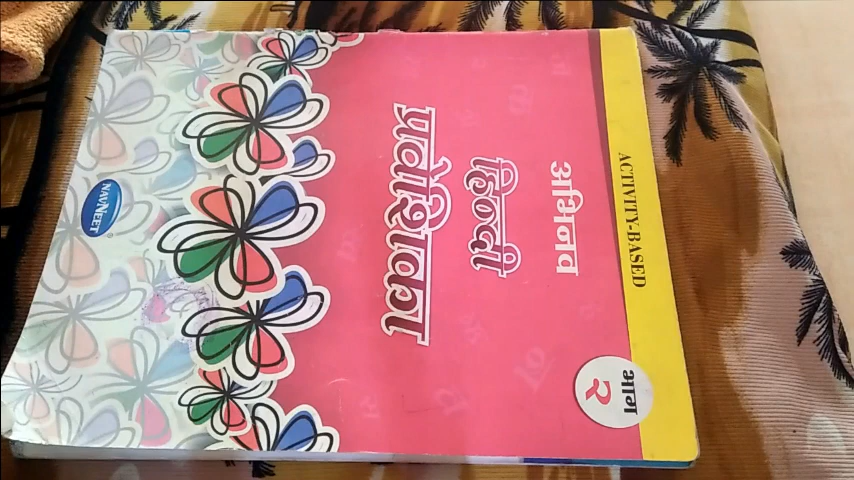 ACTIVITY-BASED
भाग
२
अभिनव
हिन्दी
प्रवेशिका
NAVNEET